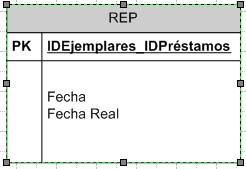 REP
PK IDEjemplares_IDPréstamos
Fecha
Fecha Real